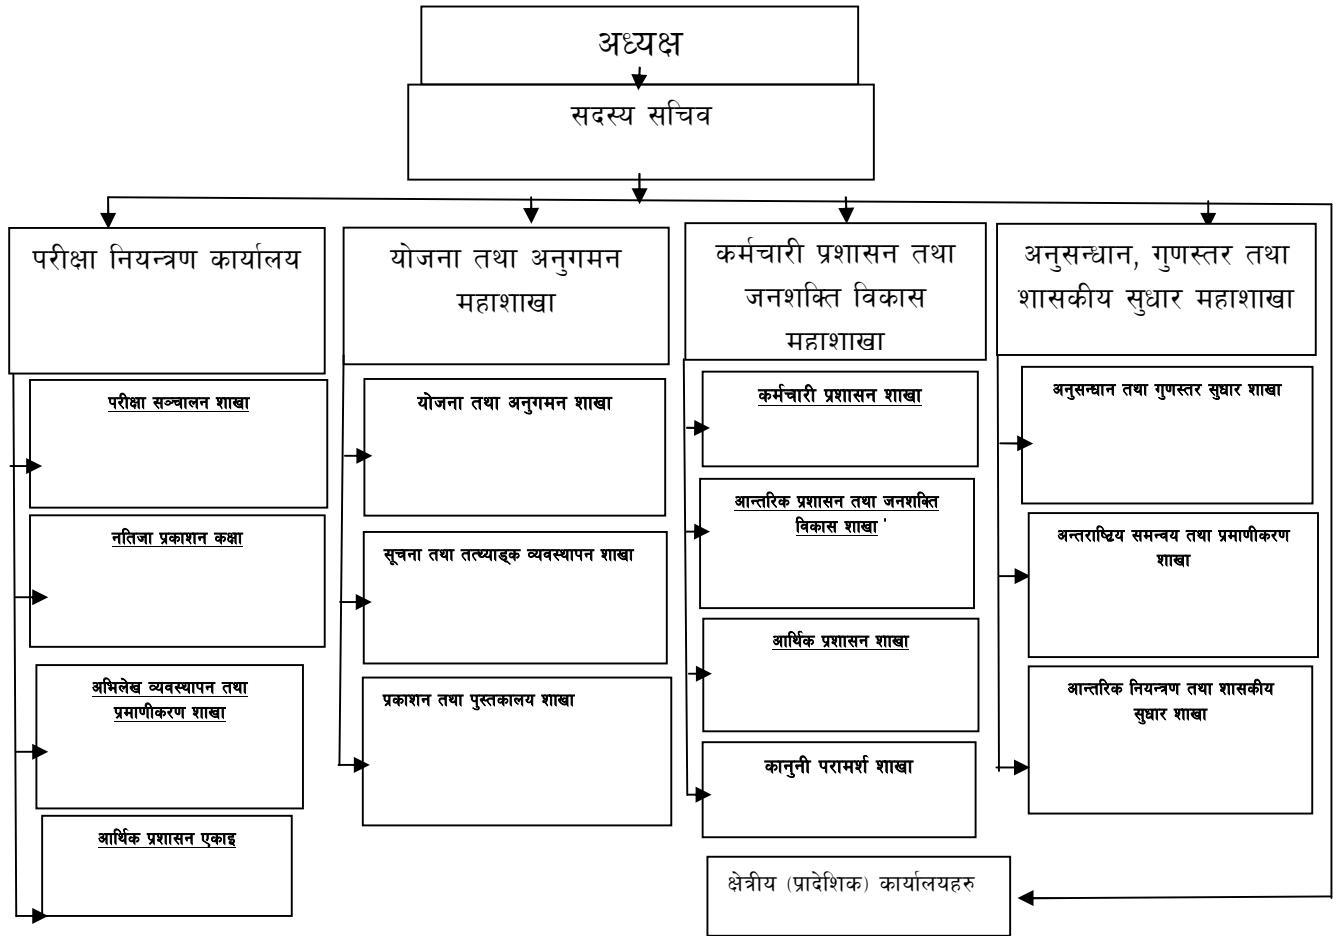 अध्यक्ष
सदस्य सचिव
परीक्षा नियन्त्रण कार्यालय
परीक्षा सञ्चालन शाखा
नतिजा प्रकाशन कक्षा
अभिलेख व्यवस्थापन तथा
प्रमाणीकरण शाखा
आर्थिक प्रशासन एकाइ
योजना तथा अनुगमन
महाशाखा
योजना तथा अनुगमन शाखा
सूचना तथा तत्थ्याङ्क व्यवस्थापन शाखा
प्रकाशन तथा पुस्तकालय शाखा
कर्मचारी प्रशासन तथा
जनशक्ति विकास
महाशाखा
कर्मचारी प्रशासन शाखा
आन्तरिक प्रशासन तथा जनशक्ति
विकास शाखा '
आर्थिक प्रशासन शाखा
कानुनी परामर्श शाखा
अनुसन्धान, गुणस्तर तथा
शासकीय सुधार महाशाखा
अनुसन्धान तथा गुणस्तर सुधार शाखा
अन्तराष्ट्रिय समन्वय तथा प्रमाणीकरण
शाखा
आन्तरिक नियन्त्रण तथा शासकीय
सुधार शाखा
क्षेत्रीय (प्रादेशिक) कार्यालयहरु